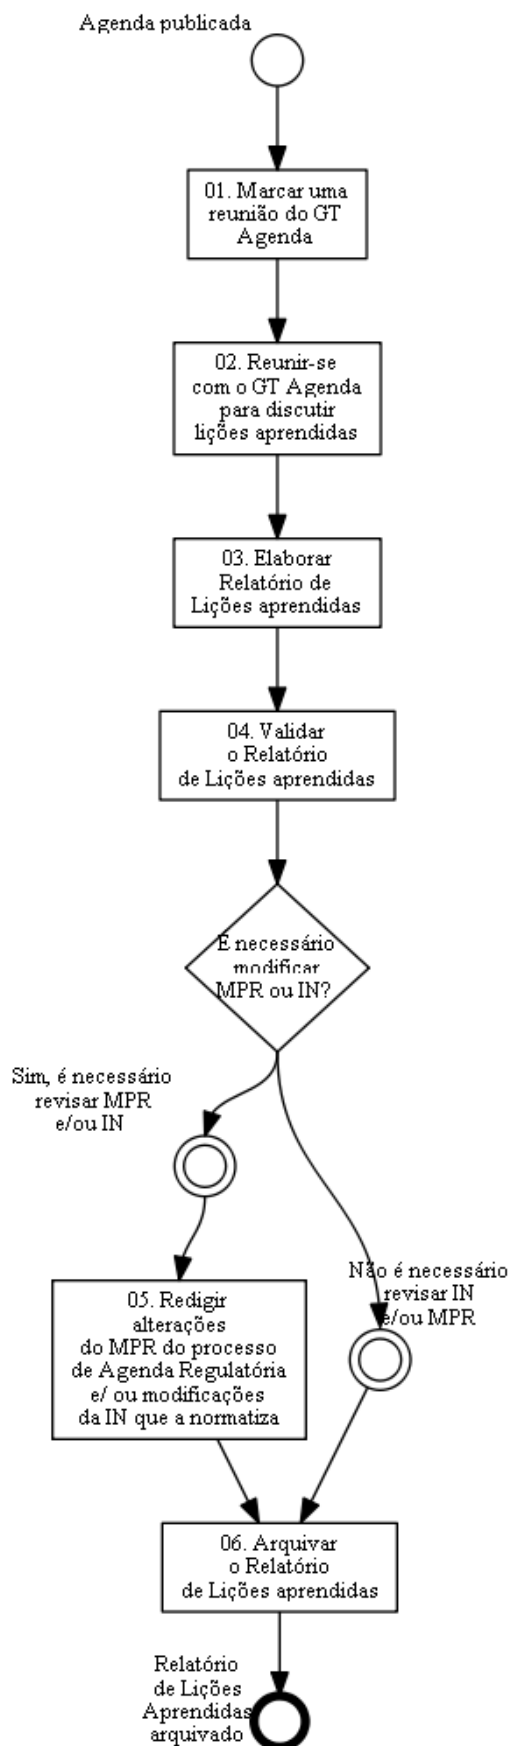 Agenda publicada
01. Marcar uma
reunião do GT
Agenda
02. Reunir-se
com o GT Agenda
para discutir
lições aprendidas
03. Elaborar
Relatório de
Lições aprendidas
04. Validar
o Relatório
de Lições aprendidas
É necessário
modificar
MPR ou IN?
Sim, é necessário
revisar MPR
e/ou IN
Não é necessário
revisar IN
e/ou MPR
05. Redigir
alterações
do MPR do processo
de Agenda Regulatória
e/ ou modificações
da IN que a normatiza
06. Arquivar
o Relatório
de Lições aprendidas
Relatório
de Lições
Aprendidas
arquivado